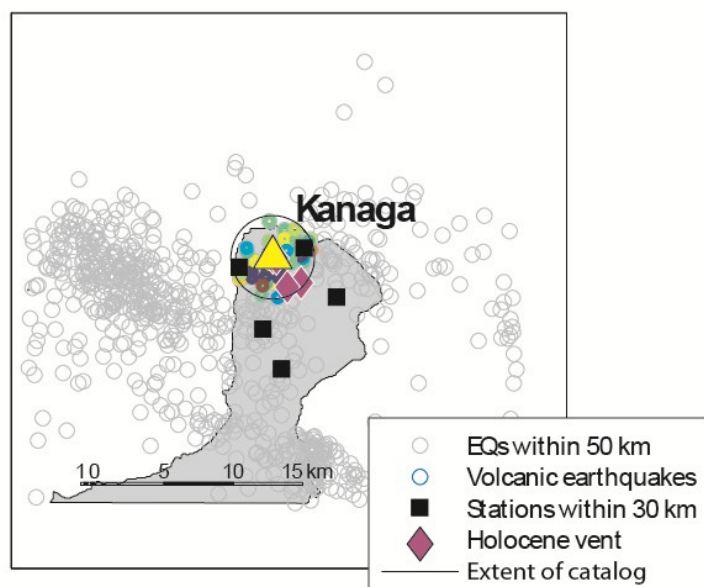 Kanaga
10 5 10 15 km
EQs within 50 km
Volcanic earthquakes
Stations within 30 km
Holocene vent
Extent of catalog